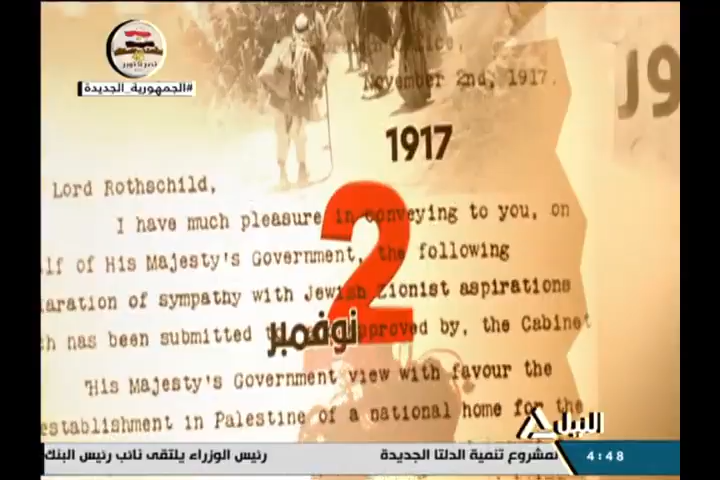 #الجمهورية_الجديدة
November 2nd, 1917.
1917
Lord Rothschild,
I have much pleasure in conveying to you, on
lf of His Majesty's Government, the following
aration of sympathy with Jewish Zionist aspirations
h has been submitted approved by, the Cabinet
2
نوفمبر
His Majesty's Government view with favour the
establishment in Palestine of a national home for the
النيل
مشروع تنمية الدلتا الجديدة رئيس الوزراء يلتقى نائب رئيس البنك
4:48